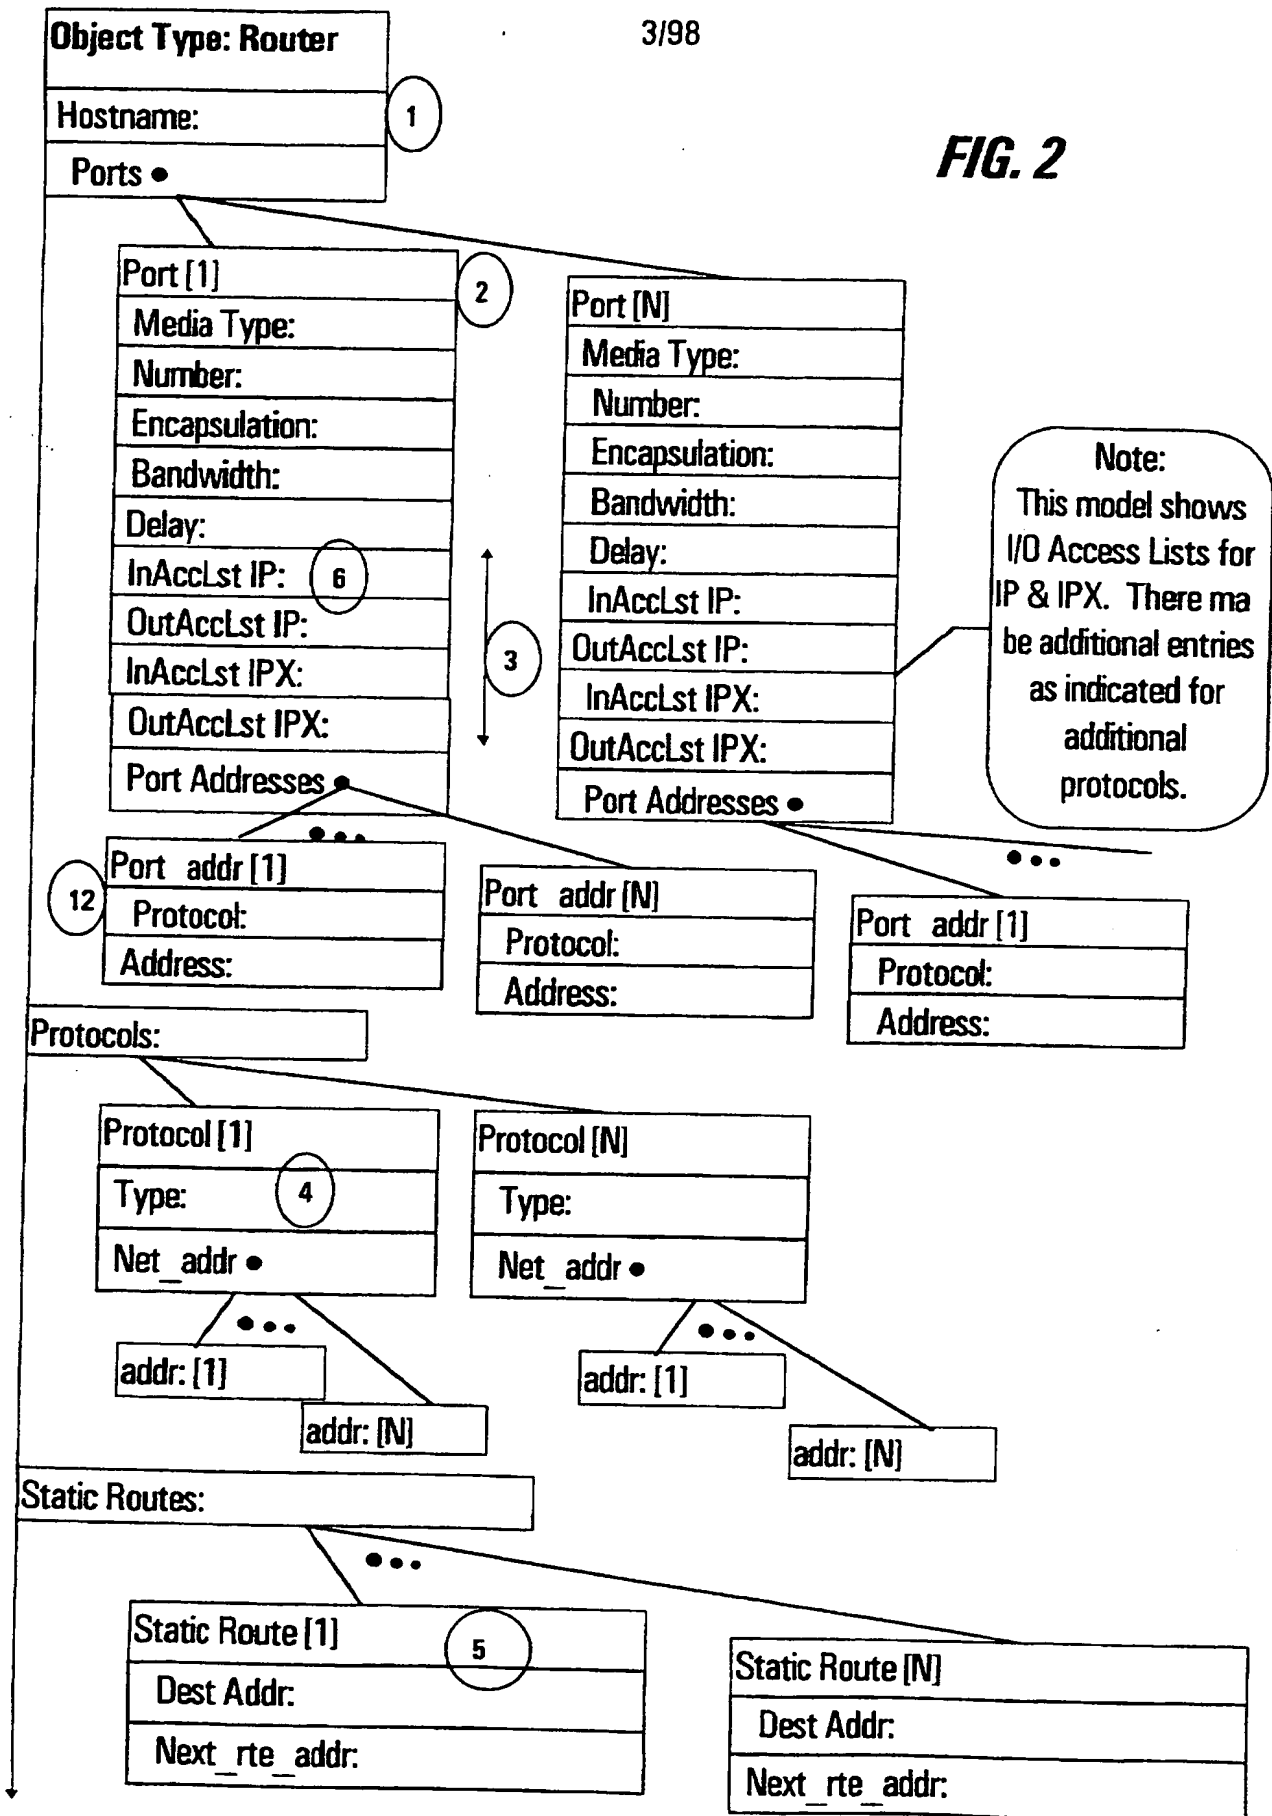 3/98
FIG. 2
Object Type: Router
Hostname:
1
Ports •
Port [1]
2
Media Type:
Number:
Encapsulation:
Bandwidth:
Delay:
InAccLst IP:
6
OutAccLst IP:
3
InAccLst IPX:
OutAccLst IPX:
Port Addresses •
Port [N]
Media Type:
Number:
Encapsulation:
Bandwidth:
Delay:
InAccLst IP:
OutAccLst IP:
InAccLst IPX:
OutAccLst IPX:
Port Addresses •
Note:
This model shows
I/O Access Lists for
IP & IPX. There ma
be additional entries
as indicated for
additional
protocols.
• • •
• • •
12
Port addr [1]
Protocol:
Address:
Port addr [N]
Protocol:
Address:
Port addr [1]
Protocol:
Address:
Protocols:
Protocol [1]
Type:
4
Net_addr •
Protocol [N]
Type:
Net_addr •
• • •
addr: [1]
addr: [N]
• • •
addr: [1]
addr: [N]
Static Routes:
• • •
Static Route [1]
5
Dest Addr:
Next_rte_addr:
Static Route [N]
Dest Addr:
Next_rte_addr: